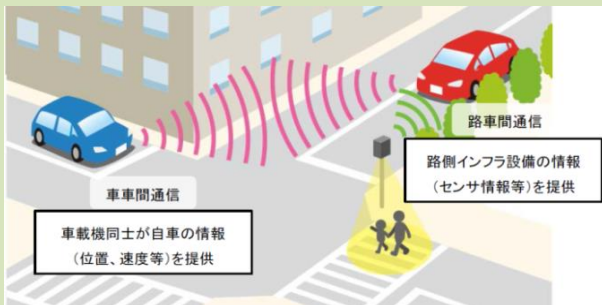 路車間通信
路側インフラ設備の情報
(センサ情報等)を提供
車車間通信
車載機同士が自車の情報
(位置、速度等)を提供